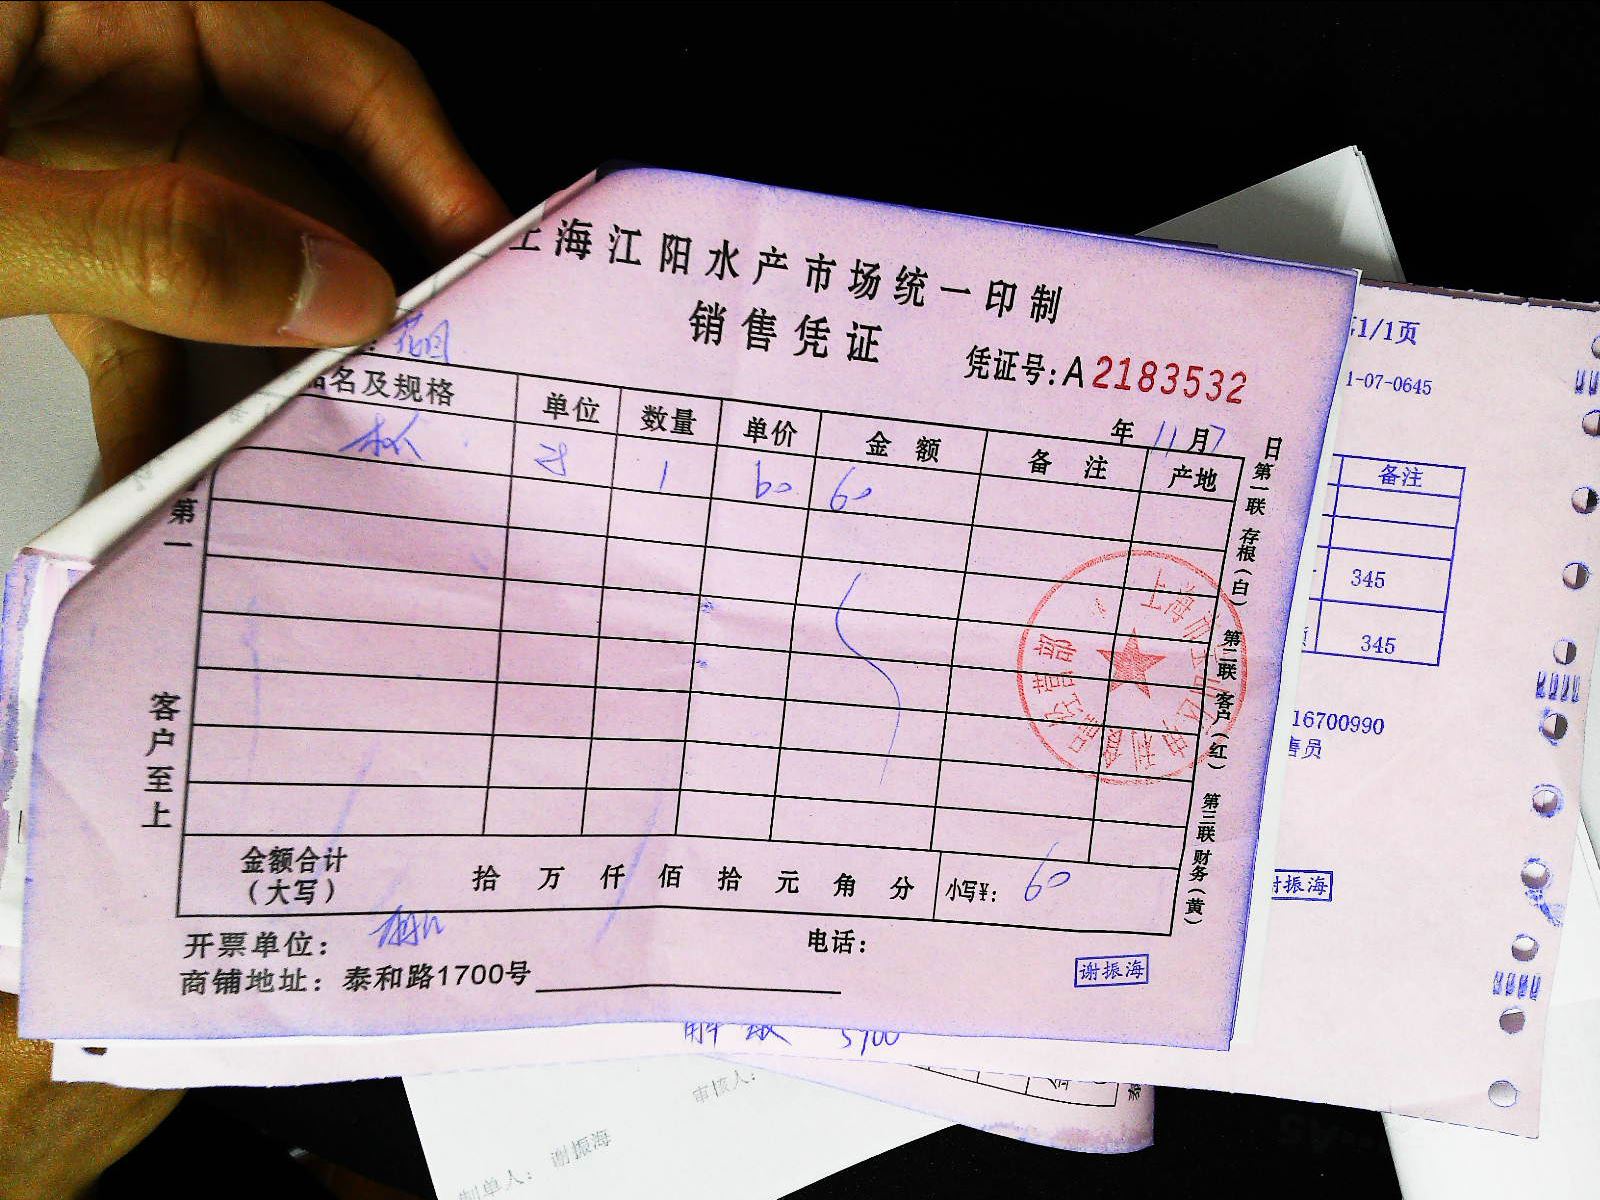 海江阳水产市场统一印制
销售凭证
凭证号:A2183532
年 11 月 7 日
名及规格 单位 数量 单价 金额 备注 产地
1 60 60
第一
客户至上
第一联 存根(白) 第二联 客户(红) 第三联 财务(黄)
金额合计(大写) 拾 万 仟 佰 拾 元 角 分 小写¥: 60
开票单位:
电话:
商铺地址: 泰和路1700号
谢振海
1/1页
1-07-0645
备注
345
345
16700990
售员
振海
审核人:
制单人: 谢振海